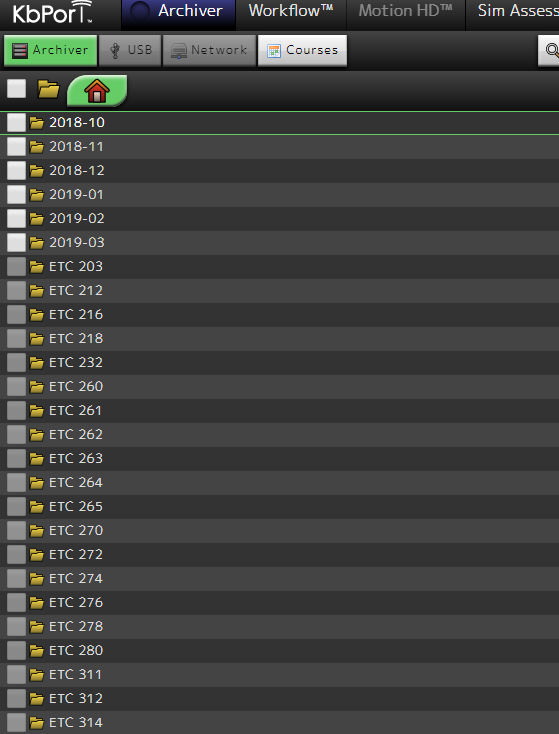 KbPort™ Archiver Workflow™ Motion HD™ Sim Assess
Archiver USB Network Courses
2018-10
2018-11
2018-12
2019-01
2019-02
2019-03
ETC 203
ETC 212
ETC 216
ETC 218
ETC 232
ETC 260
ETC 261
ETC 262
ETC 263
ETC 264
ETC 265
ETC 270
ETC 272
ETC 274
ETC 276
ETC 278
ETC 280
ETC 311
ETC 312
ETC 314